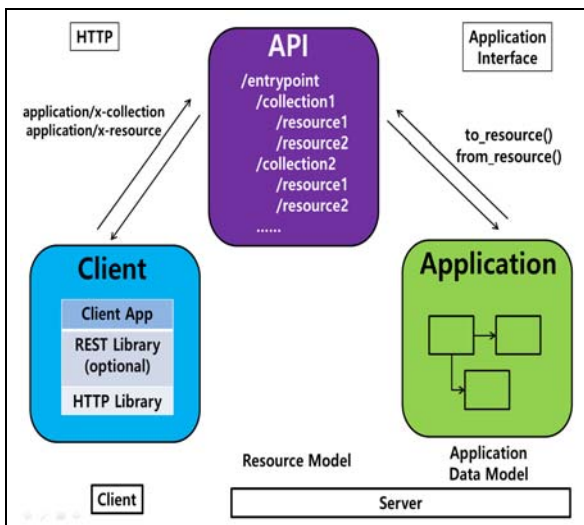 HTTP
API
Application
Interface
/entrypoint
/collection1
/resource1
/resource2
/collection2
/resource1
/resource2
......
application/x-collection
application/x-resource
to_resource()
from_resource()
Client
Client App
REST Library
(optional)
HTTP Library
Application
Resource Model
Application
Data Model
Client
Server